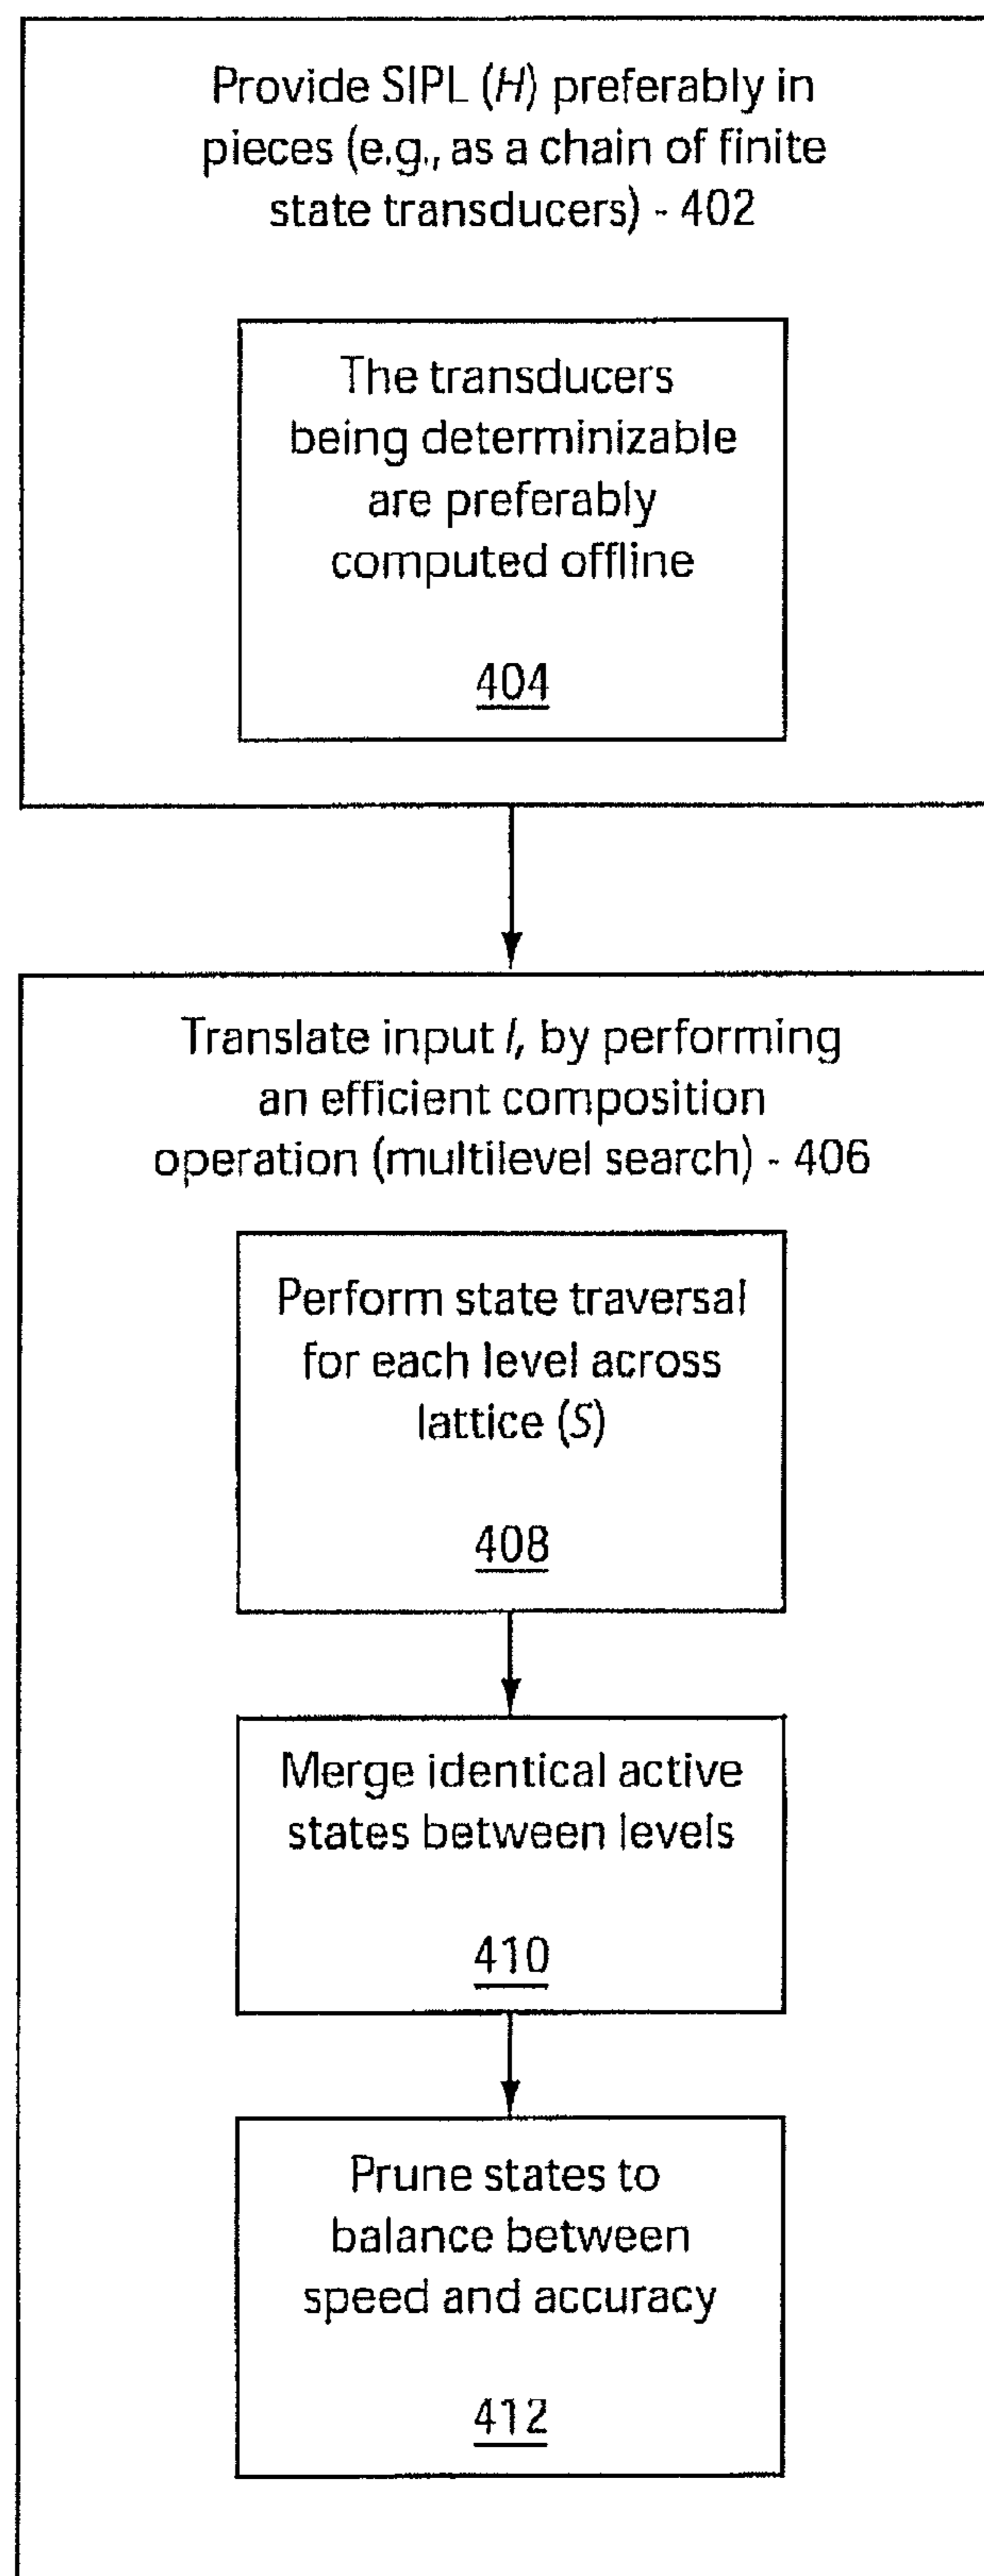 Provide SIPL (H) preferably in
pieces (e.g., as a chain of finite
state transducers) - 402
The transducers
being determinizable
are preferably
computed offline
404
Translate input I, by performing
an efficient composition
operation (multilevel search) - 406
Perform state traversal
for each level across
lattice (S)
408
Merge identical active
states between levels
410
Prune states to
balance between
speed and accuracy
412